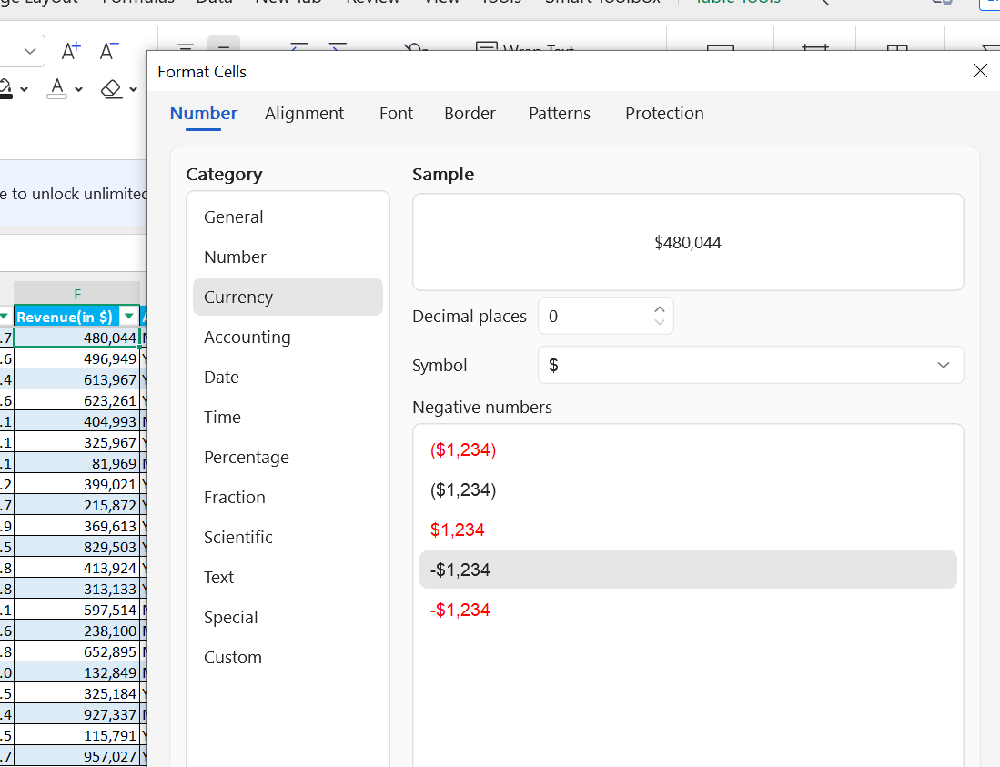 Page Layout Formulas Data New Tab Review View Tools Smart Toolbox Table Tools
Wrap Text
Format Cells
Number Alignment Font Border Patterns Protection
e to unlock unlimited
Category
General
Number
Currency
Accounting
Date
Time
Percentage
Fraction
Scientific
Text
Special
Custom
Sample
$480,044
Decimal places 0
Symbol $
Negative numbers
($1,234)
($1,234)
$1,234
-$1,234
-$1,234
F
Revenue(in $)
.7 480,044
.6 496,949 Y
.4 613,967 Y
.6 623,261 Y
.1 404,993
.1 325,967 Y
.1 81,969
.2 399,021 Y
.7 215,872 Y
.9 369,613 Y
.5 829,503 Y
.8 413,924 Y
.8 313,133 Y
.1 597,514
.6 238,100
.8 652,895
.0 132,849
.5 325,184 Y
.4 927,337
.5 115,791 Y
.7 957,027 Y